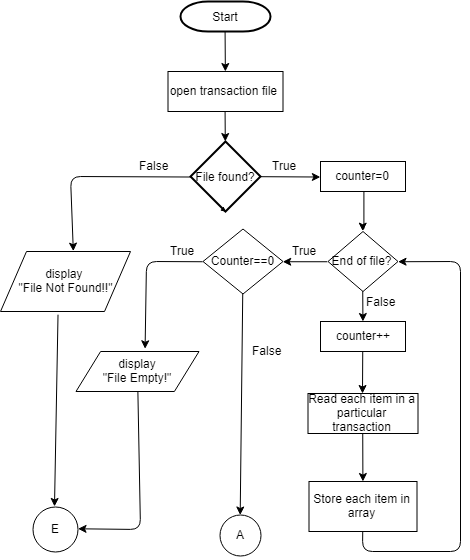 Start
open transaction file
File found?
False
True
counter=0
End of file?
True
False
Counter==0
True
False
display
"File Not Found!!"
display
"File Empty!"
counter++
Read each item in a
particular
transaction
Store each item in
array
E
A